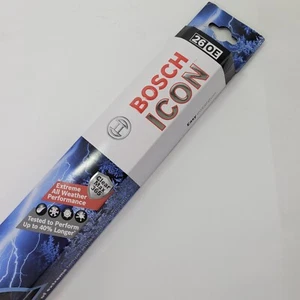 26OE
BOSCH
ICON
Extreme
All Weather
Performance
Tested to Perform
Up to 40% Longer